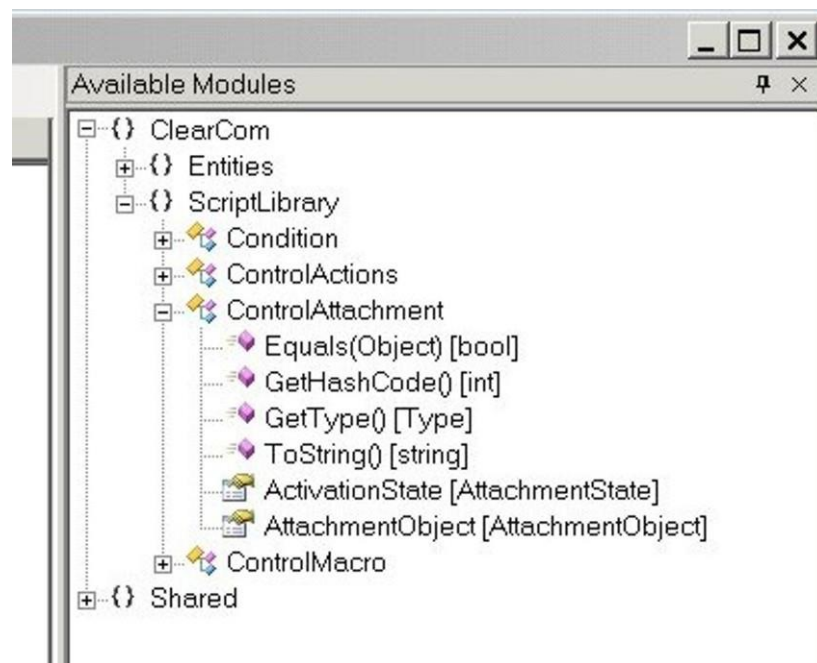 Available Modules
{} ClearCom
{} Entities
{} ScriptLibrary
Condition
ControlActions
ControlAttachment
Equals(Object) [bool]
GetHashCode() [int]
GetType() [Type]
ToString() [string]
ActivationState [AttachmentState]
AttachmentObject [AttachmentObject]
ControlMacro
{} Shared